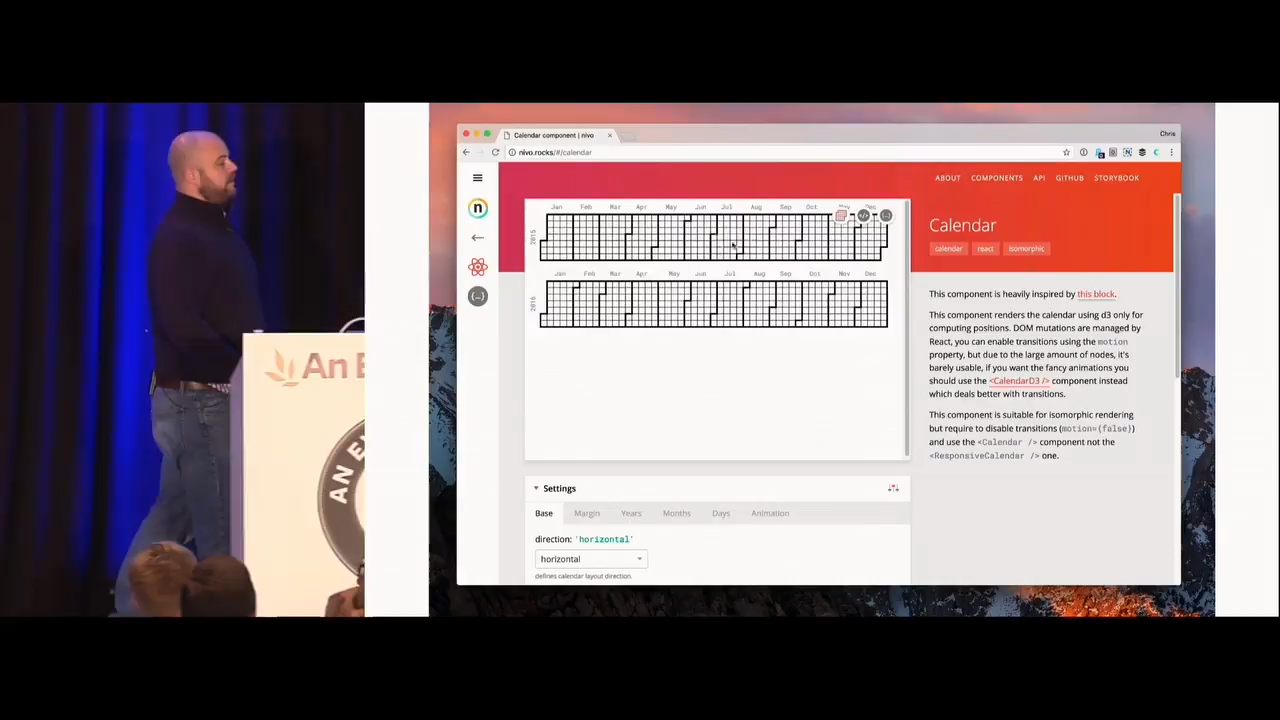 An E
AN EV
Calendar component | nivo
Chris
nivo.rocks/#/calendar
n
{...}
ABOUT COMPONENTS API GITHUB STORYBOOK
Jan Feb Mar Apr May Jun Jul Aug Sep Oct Nov Dec
2015
Jan Feb Mar Apr May Jun Jul Aug Sep Oct Nov Dec
2016
Calendar
calendar react isomorphic
This component is heavily inspired by this block.
This component renders the calendar using d3 only for
computing positions. DOM mutations are managed by
React, you can enable transitions using the motion
property, but due to the large amount of nodes, it's
barely usable, if you want the fancy animations you
should use the <CalendarD3 /> component instead
which deals better with transitions.
This component is suitable for isomorphic rendering
but require to disable transitions (motion={false})
and use the <Calendar /> component not the
<ResponsiveCalendar /> one.
Settings
Base Margin Years Months Days Animation
direction: 'horizontal'
horizontal
defines calendar layout direction.